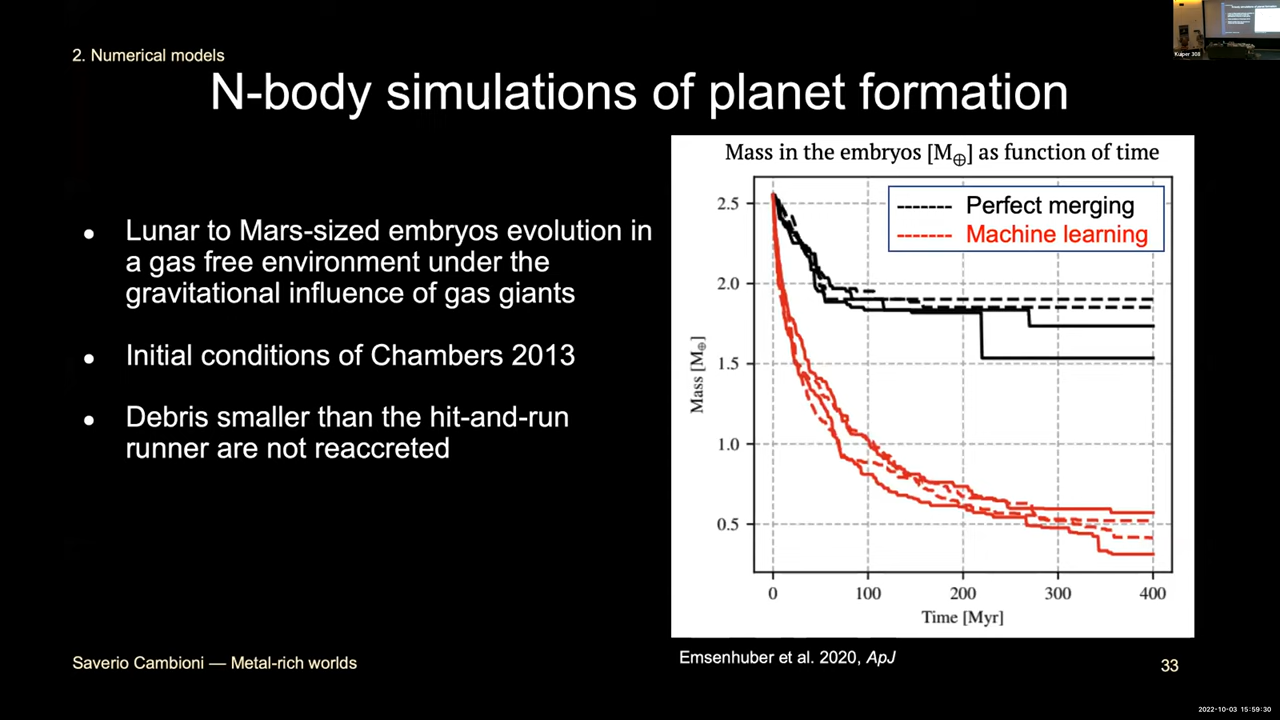 2. Numerical models
N-body simulations of planet formation
Kuiper 308
Lunar to Mars-sized embryos evolution in
a gas free environment under the
gravitational influence of gas giants
Initial conditions of Chambers 2013
Debris smaller than the hit-and-run
runner are not reaccreted
Mass in the embryos [M⊕] as function of time
Perfect merging
Machine learning
Mass [M⊕]
2.5
2.0
1.5
1.0
0.5
0
100
200
300
400
Time [Myr]
Emsenhuber et al. 2020, ApJ
Saverio Cambioni — Metal-rich worlds
33
2022-10-03 15:59:30